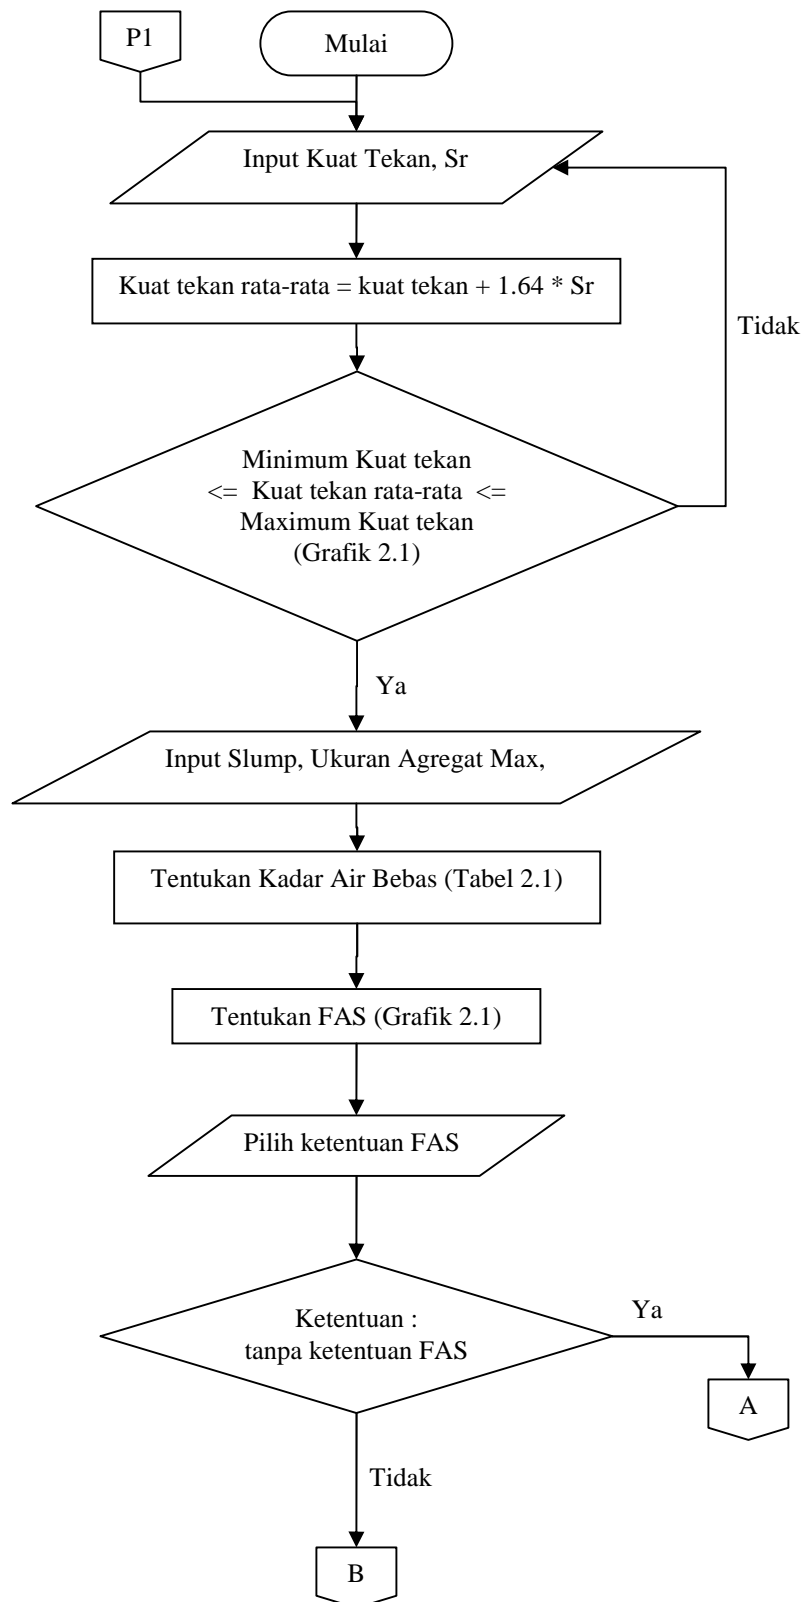 P1
Mulai
Input Kuat Tekan, Sr
Kuat tekan rata-rata = kuat tekan + 1.64 * Sr
Tidak
Minimum Kuat tekan
<= Kuat tekan rata-rata <=
Maximum Kuat tekan
(Grafik 2.1)
Ya
Input Slump, Ukuran Agregat Max,
Tentukan Kadar Air Bebas (Tabel 2.1)
Tentukan FAS (Grafik 2.1)
Pilih ketentuan FAS
Ketentuan :
tanpa ketentuan FAS
Ya
A
Tidak
B